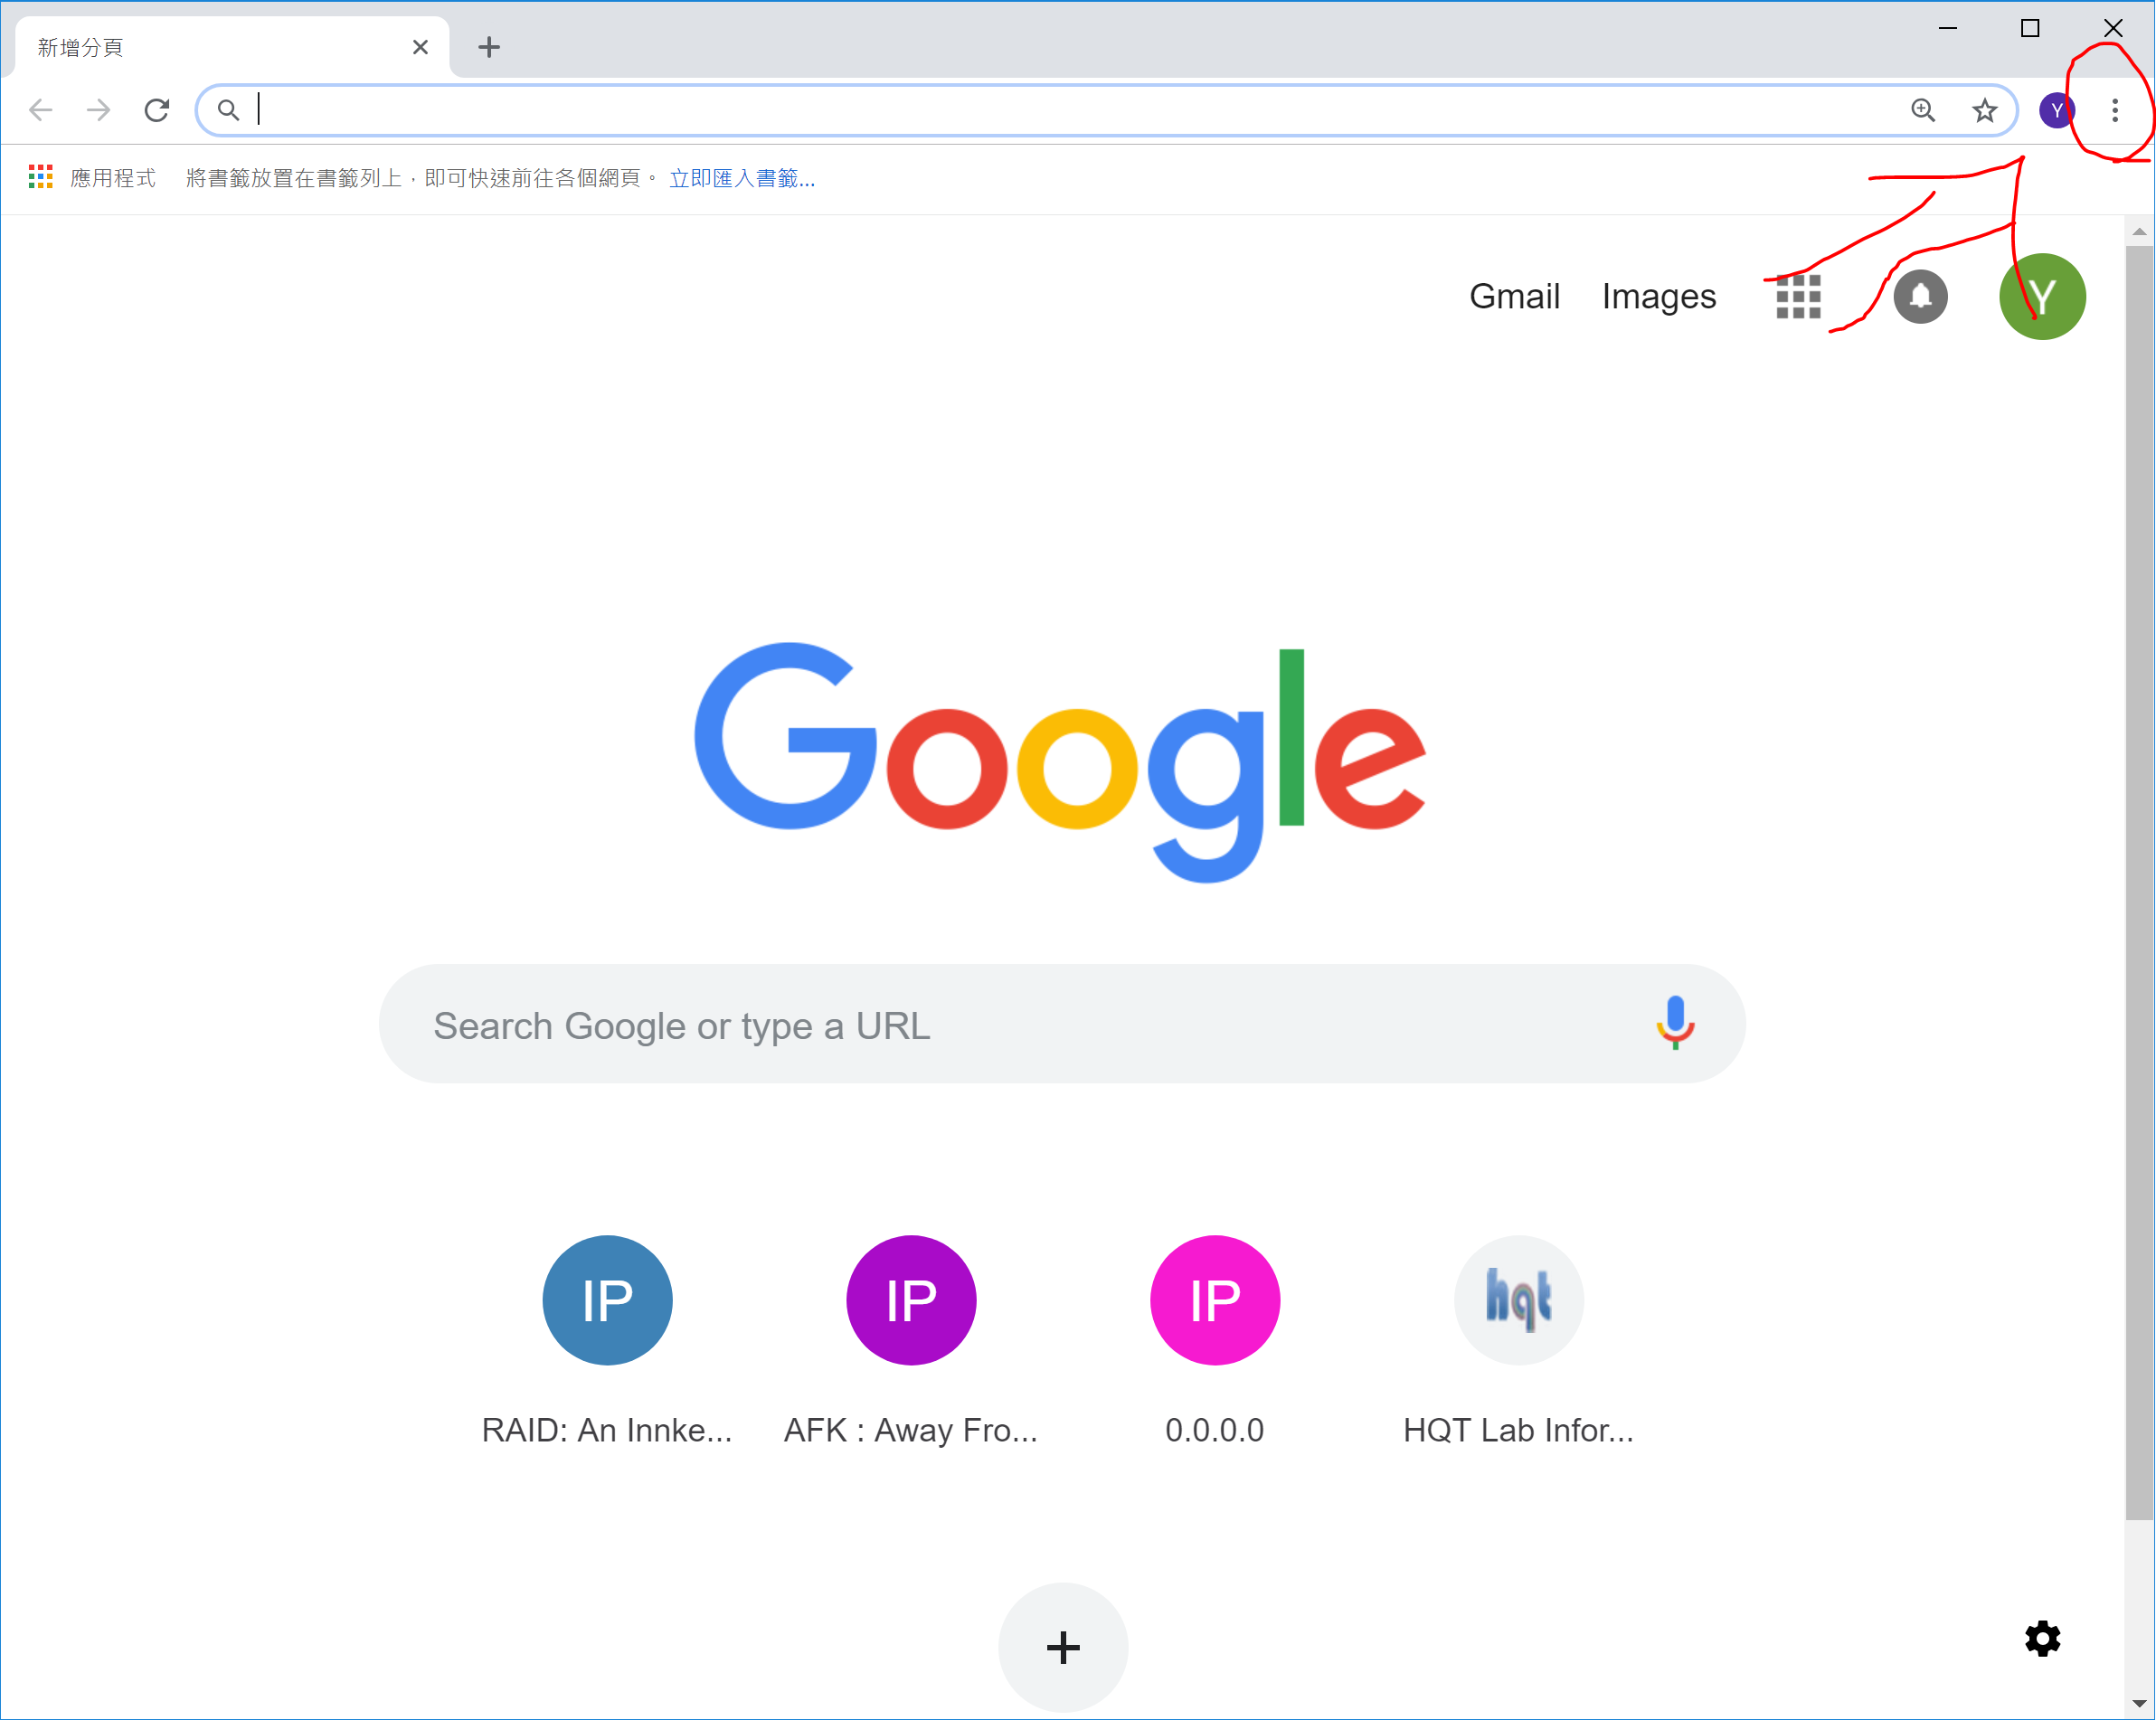 新增分頁
Y
應用程式 將書籤放置在書籤列上，即可快速前往各個網頁。 立即匯入書籤...
Gmail Images Y
Google
Search Google or type a URL
IP IP IP hqt
RAID: An Innke... AFK : Away Fro... 0.0.0.0 HQT Lab Infor...